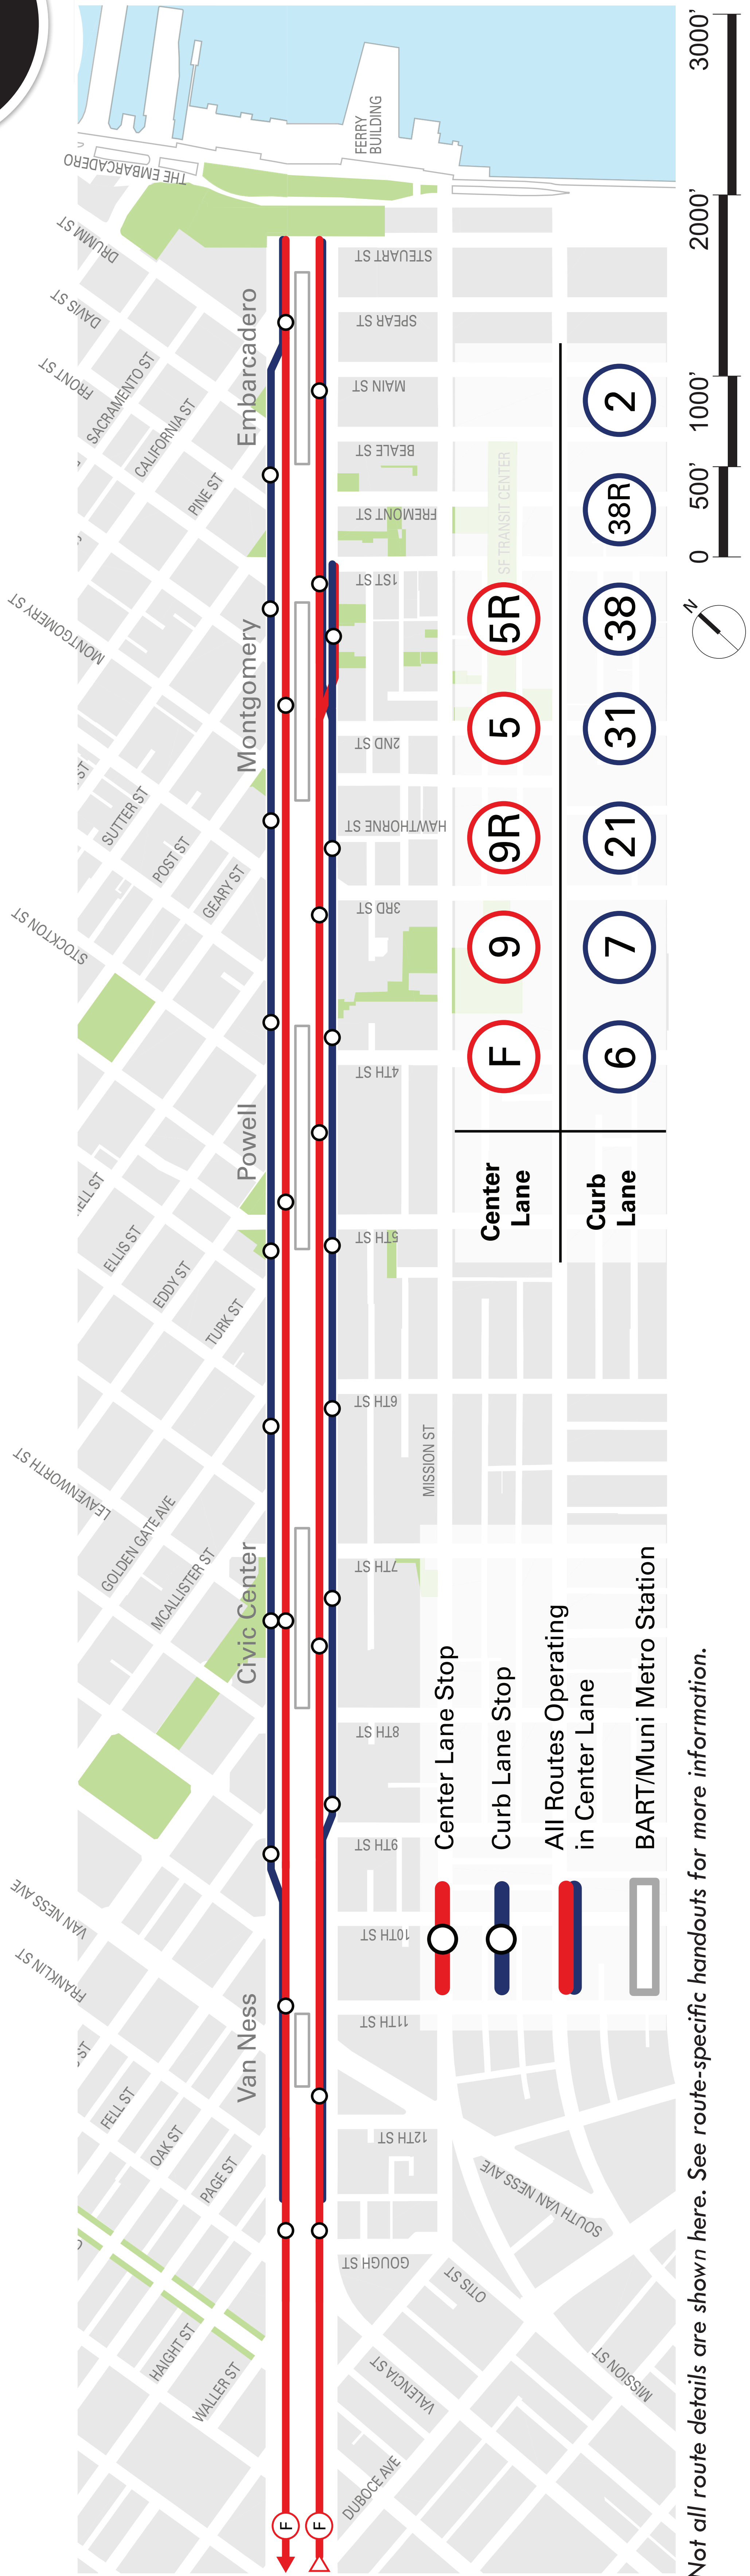 THE EMBARCADERO
DRUMM ST
DAVIS ST
FRONT ST
SACRAMENTO ST
CALIFORNIA ST
PINE ST
MONTGOMERY ST
SUTTER ST
POST ST
GEARY ST
STOCKTON ST
ELLIS ST
EDDY ST
TURK ST
LEAVENWORTH ST
GOLDEN GATE AVE
MCALLISTER ST
VAN NESS AVE
FRANKLIN ST
FELL ST
OAK ST
PAGE ST
HAIGHT ST
WALLER ST
Van Ness
Civic Center
Powell
Montgomery
Embarcadero
F
F
FERRY
BUILDING
DUBOCE AVE
VALENCIA ST
GOUGH ST
12TH ST
11TH ST
10TH ST
9TH ST
8TH ST
7TH ST
6TH ST
5TH ST
4TH ST
3RD ST
HAWTHORNE ST
2ND ST
1ST ST
FREMONT ST
BEALE ST
MAIN ST
SPEAR ST
STEUART ST
MISSION ST
OTIS ST
SOUTH VAN NESS AVE
MISSION ST
SF TRANSIT CENTER
Center Lane Stop
Curb Lane Stop
All Routes Operating
in Center Lane
BART/Muni Metro Station
Center
Lane
F 9 9R 5 5R
Curb
Lane
6 7 21 31 38 38R 2
N
0 500' 1000' 2000' 3000'
Not all route details are shown here. See route-specific handouts for more information.